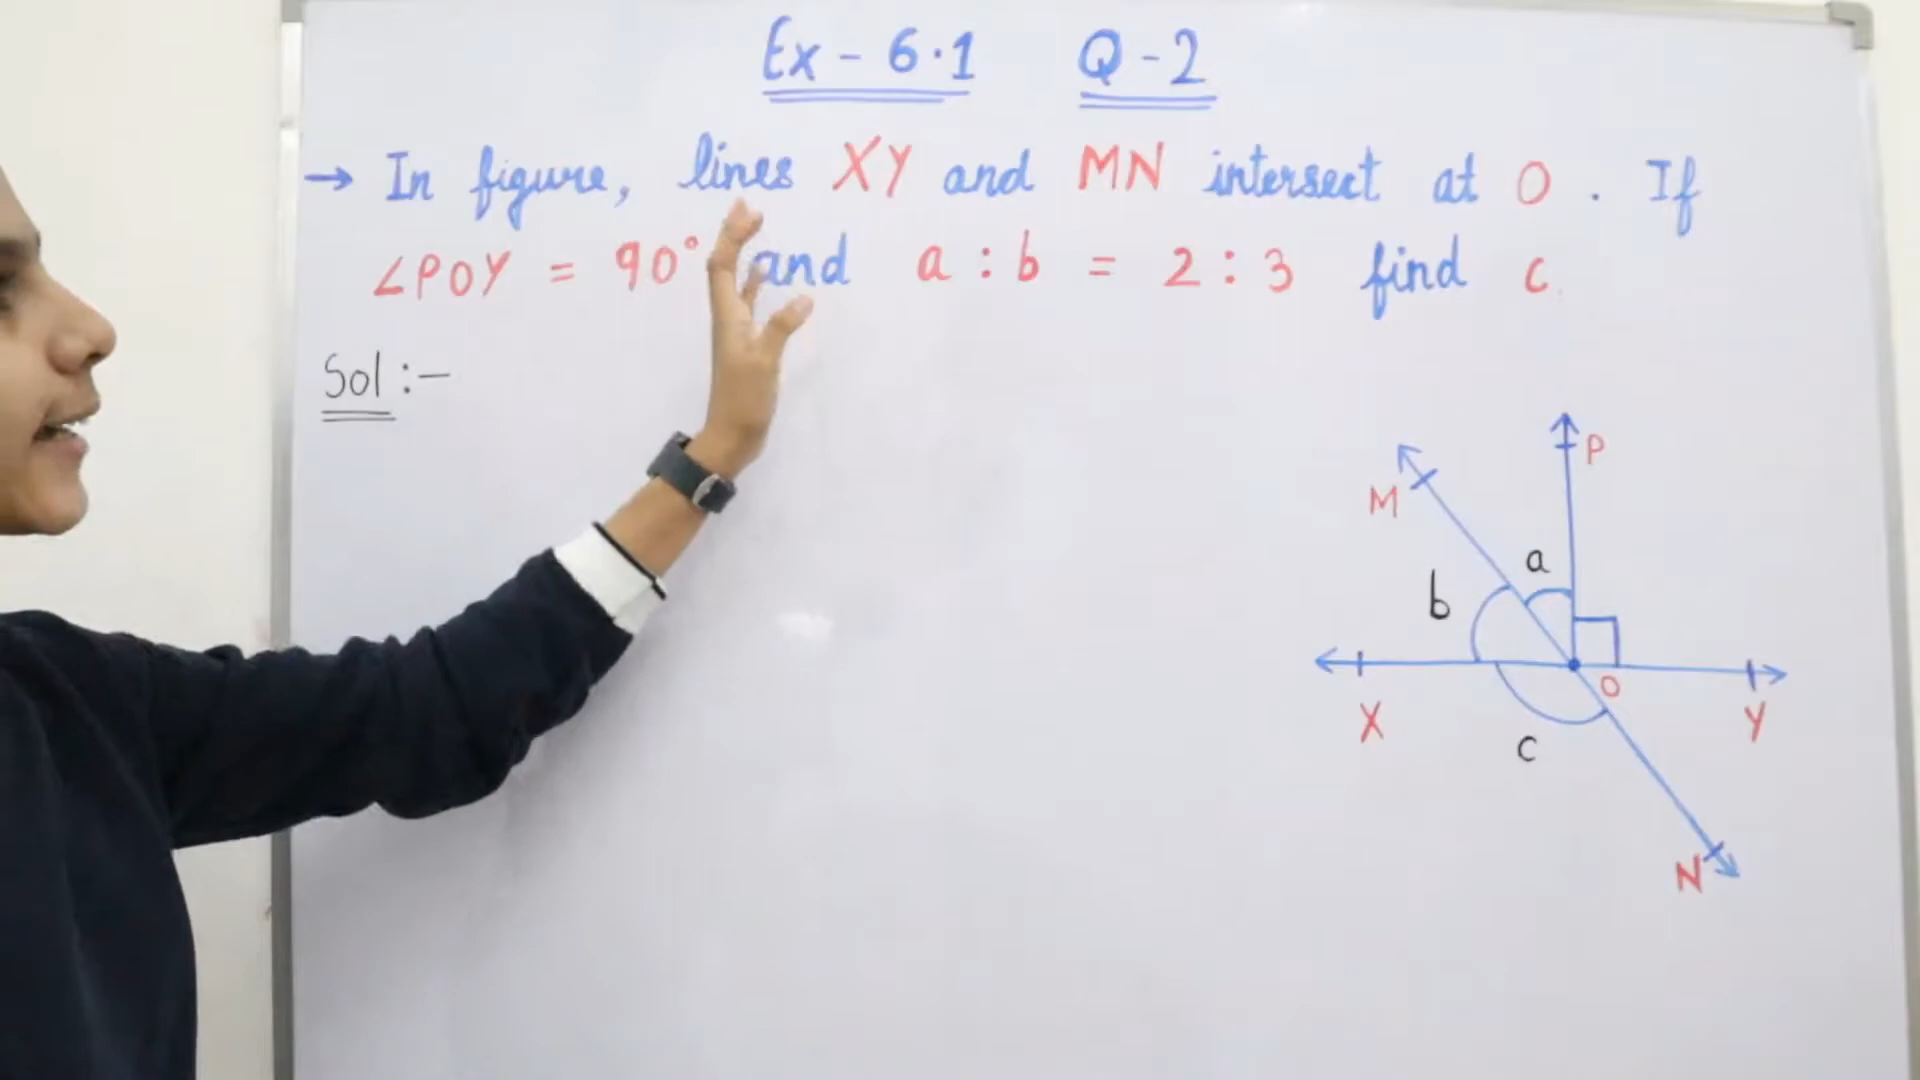 Ex - 6.1 Q - 2
→ In figure, lines XY and MN intersect at O . If
∠POY = 90° and a : b = 2 : 3 find c
Sol :-
P
M
a
b
O
X
Y
c
N